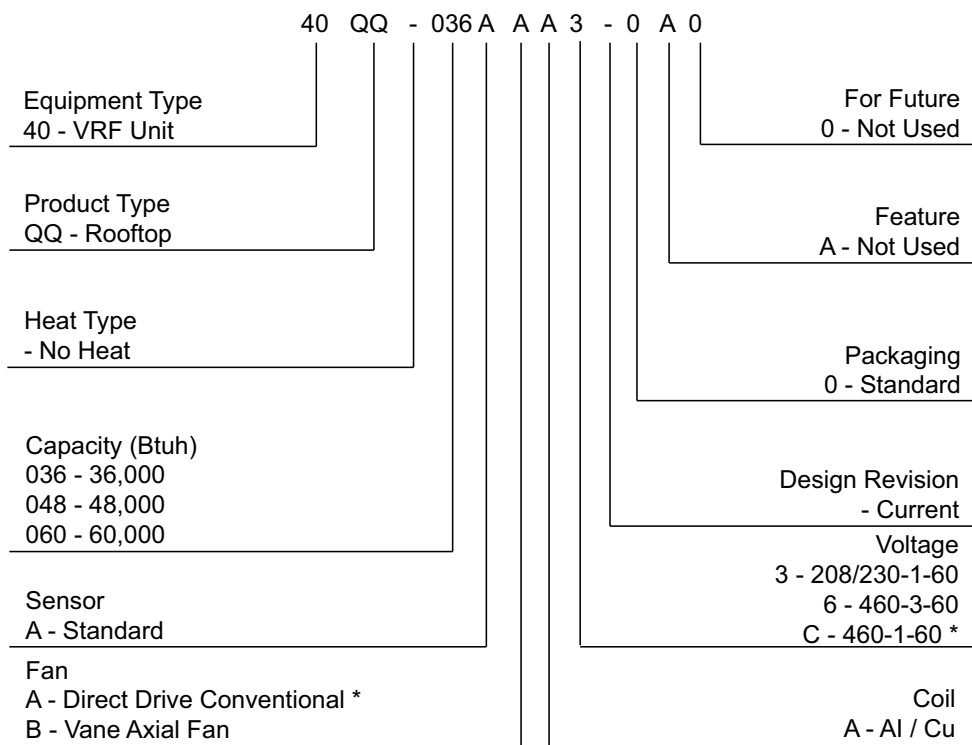 40 QQ - 036 A A A 3 - 0 A 0
Equipment Type
40 - VRF Unit
Product Type
QQ - Rooftop
Heat Type
- No Heat
Capacity (Btuh)
036 - 36,000
048 - 48,000
060 - 60,000
Sensor
A - Standard
Fan
A - Direct Drive Conventional *
B - Vane Axial Fan
For Future
0 - Not Used
Feature
A - Not Used
Packaging
0 - Standard
Design Revision
- Current
Voltage
3 - 208/230-1-60
6 - 460-3-60
C - 460-1-60 *
Coil
A - Al / Cu